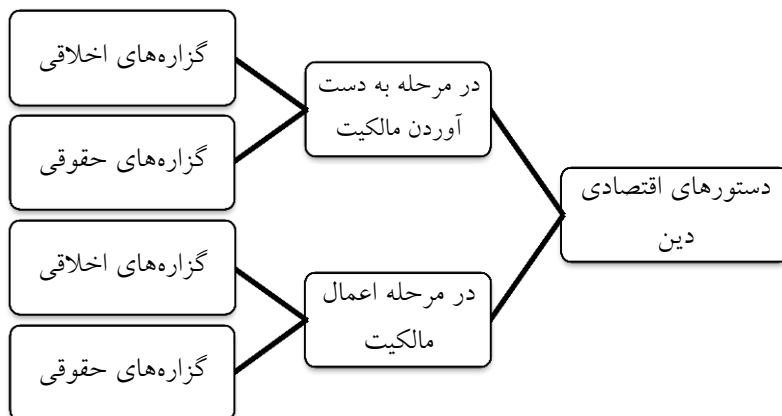 دستورهای اقتصادی
دین
در مرحله به دست
آوردن مالکیت
گزاره‌های اخلاقی
گزاره‌های حقوقی
در مرحله اعمال
مالکیت
گزاره‌های اخلاقی
گزاره‌های حقوقی